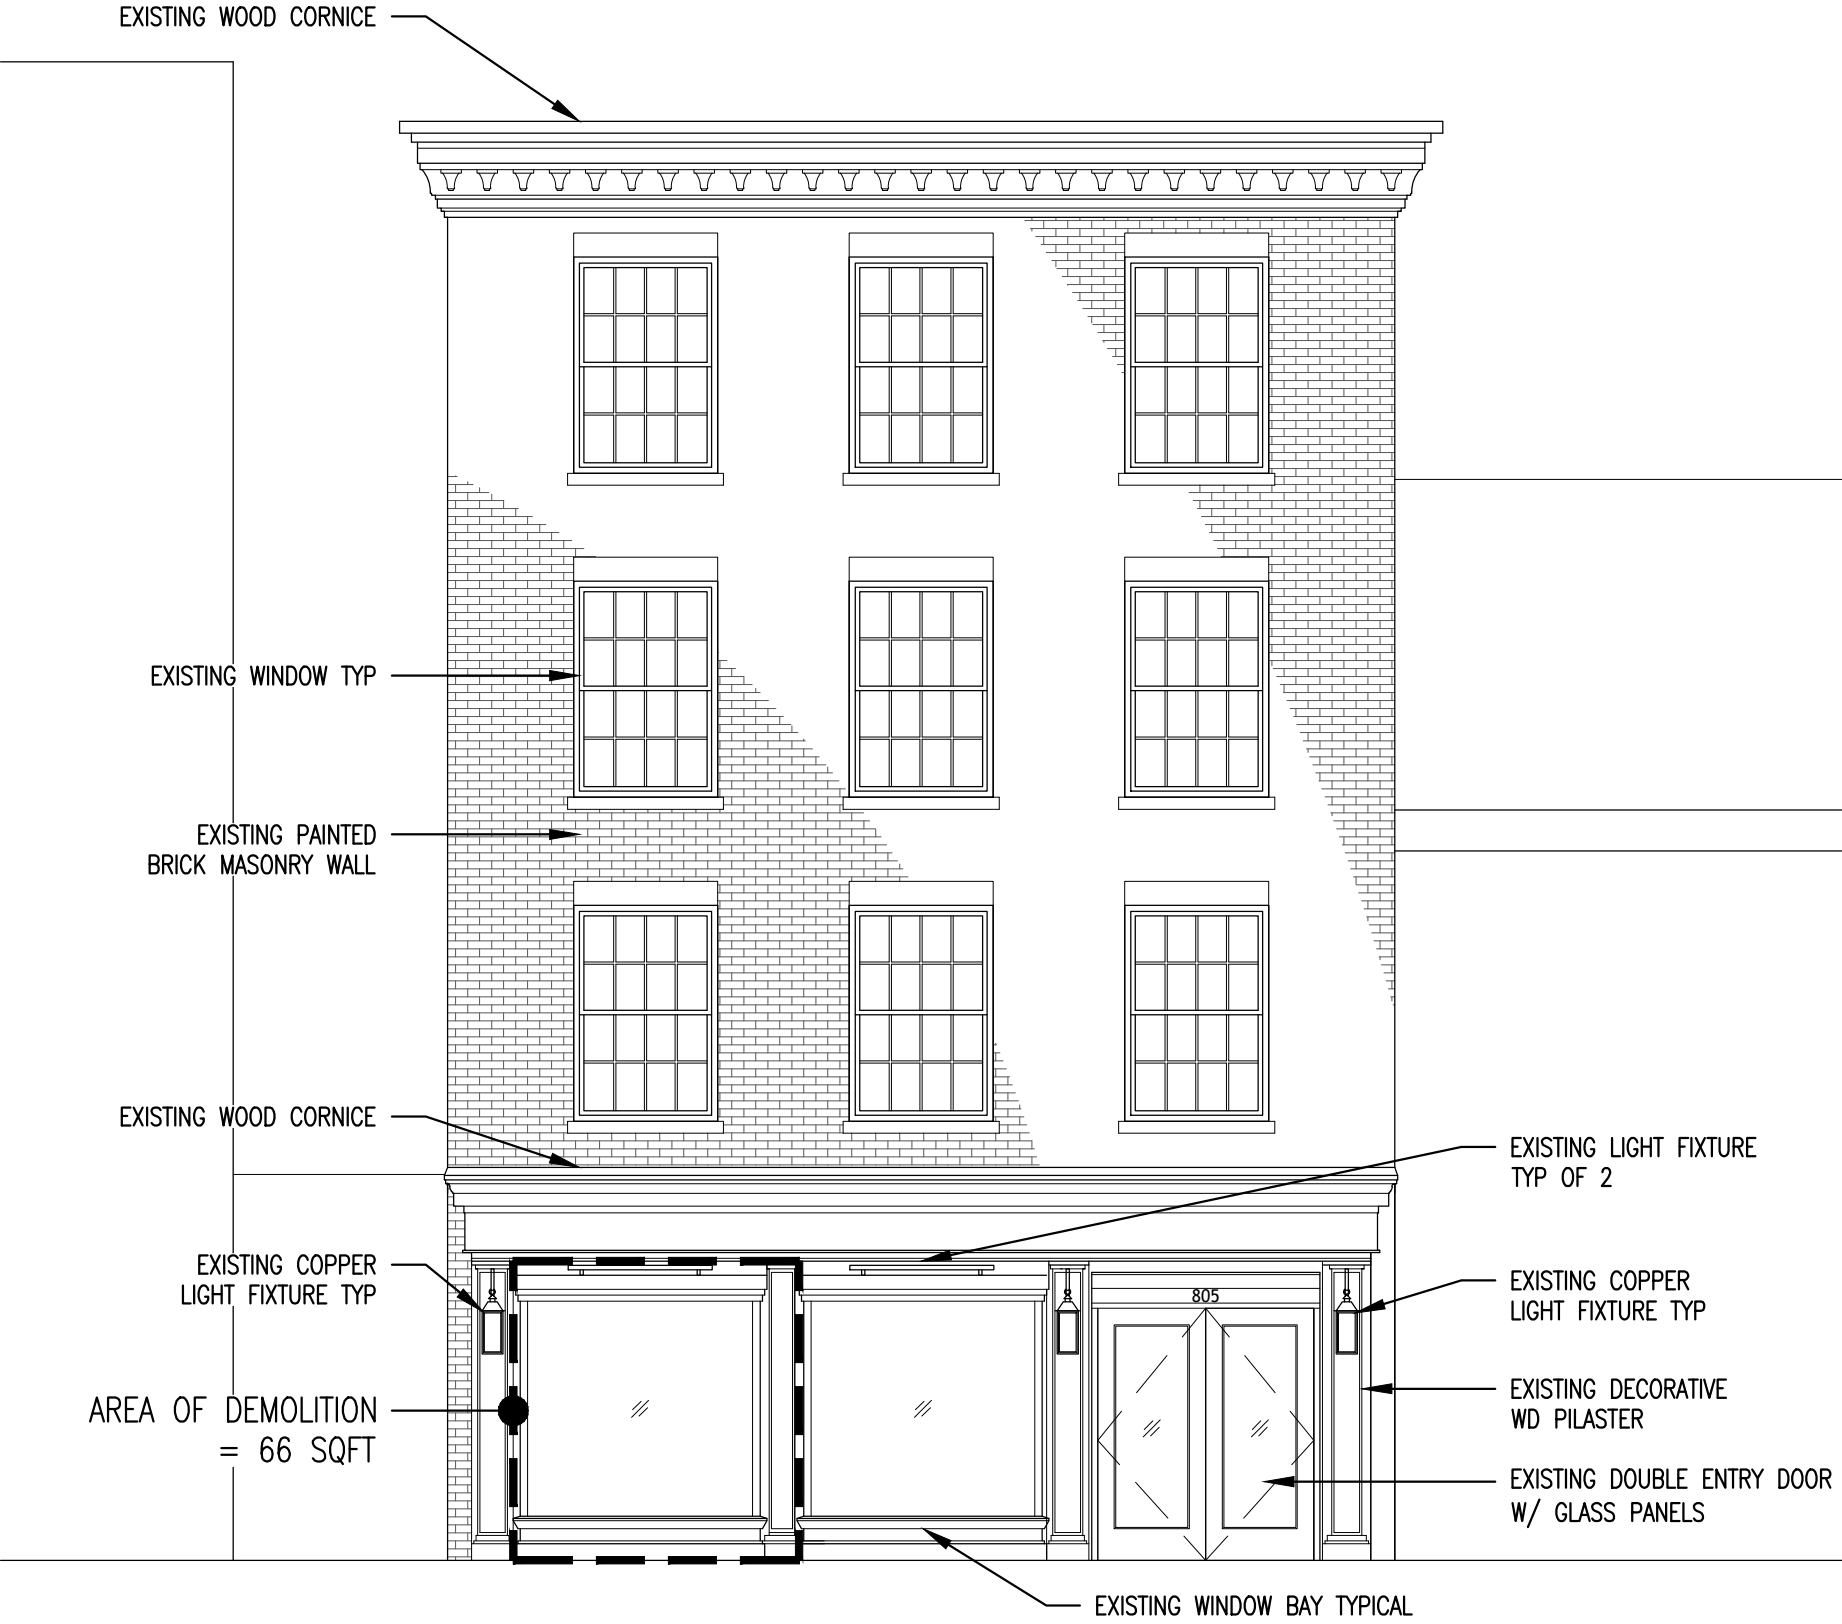 EXISTING WOOD CORNICE
EXISTING WINDOW TYP
EXISTING PAINTED
BRICK MASONRY WALL
EXISTING WOOD CORNICE
EXISTING LIGHT FIXTURE
TYP OF 2
EXISTING COPPER
LIGHT FIXTURE TYP
EXISTING COPPER
LIGHT FIXTURE TYP
805
EXISTING DECORATIVE
WD PILASTER
AREA OF DEMOLITION
= 66 SQFT
EXISTING DOUBLE ENTRY DOOR
W/ GLASS PANELS
EXISTING WINDOW BAY TYPICAL